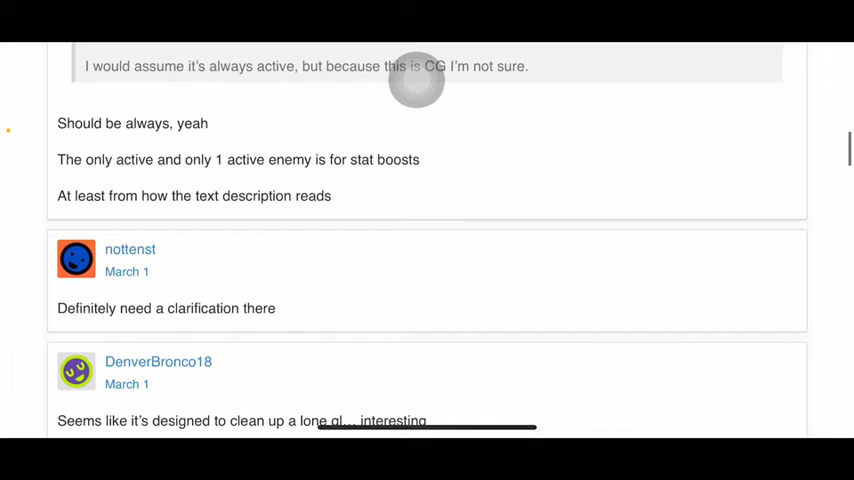 I would assume it's always active, but because this is CG I'm not sure.
Should be always, yeah
The only active and only 1 active enemy is for stat boosts
At least from how the text description reads
nottenst
March 1
Definitely need a clarification there
DenverBronco18
March 1
Seems like it's designed to clean up a lone gl... interesting